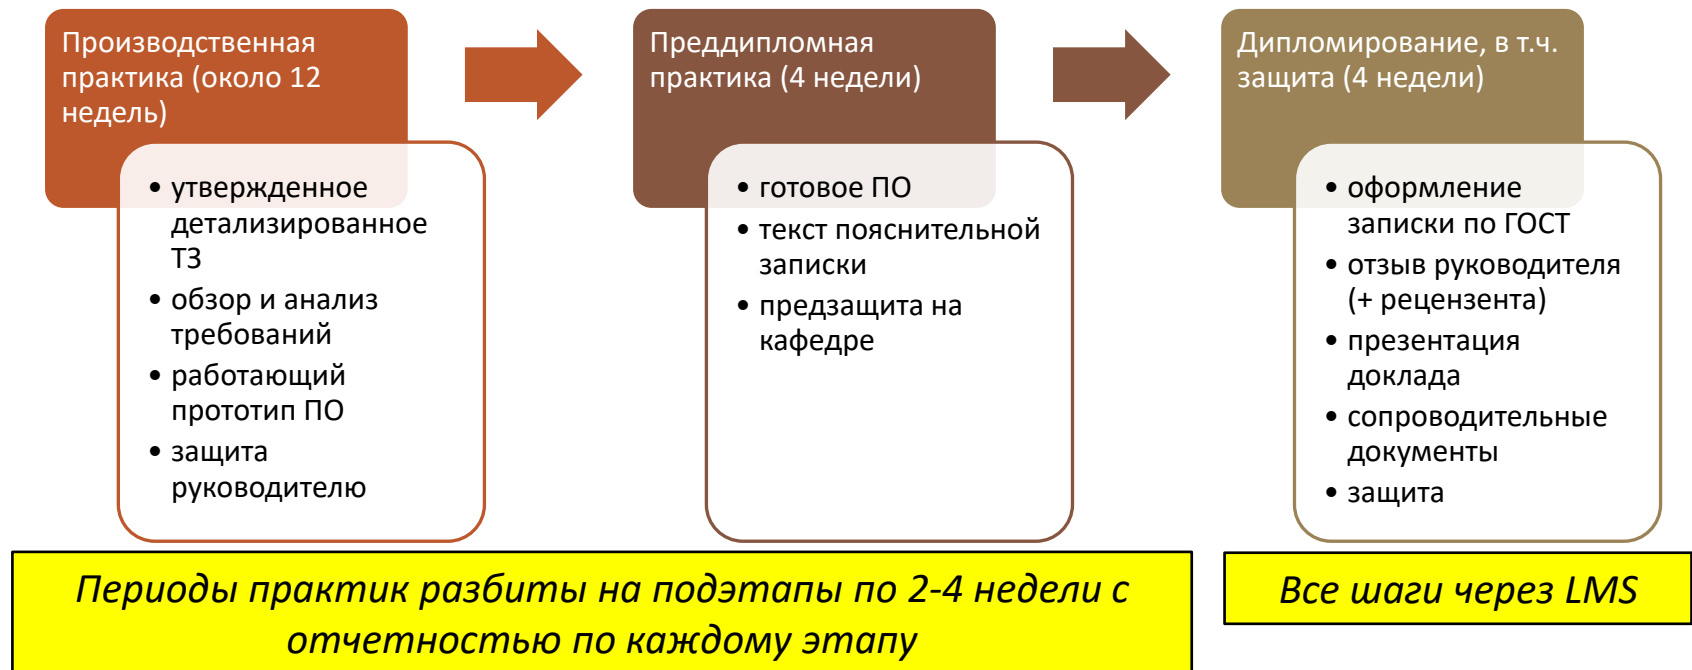 Производственная
практика (около 12
недель)
• утвержденное
детализированное
ТЗ
• обзор и анализ
требований
• работающий
прототип ПО
• защита
руководителю
Преддипломная
практика (4 недели)
• готовое ПО
• текст пояснительной
записки
• предзащита на
кафедре
Дипломирование, в т.ч.
защита (4 недели)
• оформление
записки по ГОСТ
• отзыв руководителя
(+ рецензента)
• презентация
доклада
• сопроводительные
документы
• защита
Периоды практик разбиты на подэтапы по 2-4 недели с
отчетностью по каждому этапу
Все шаги через LMS